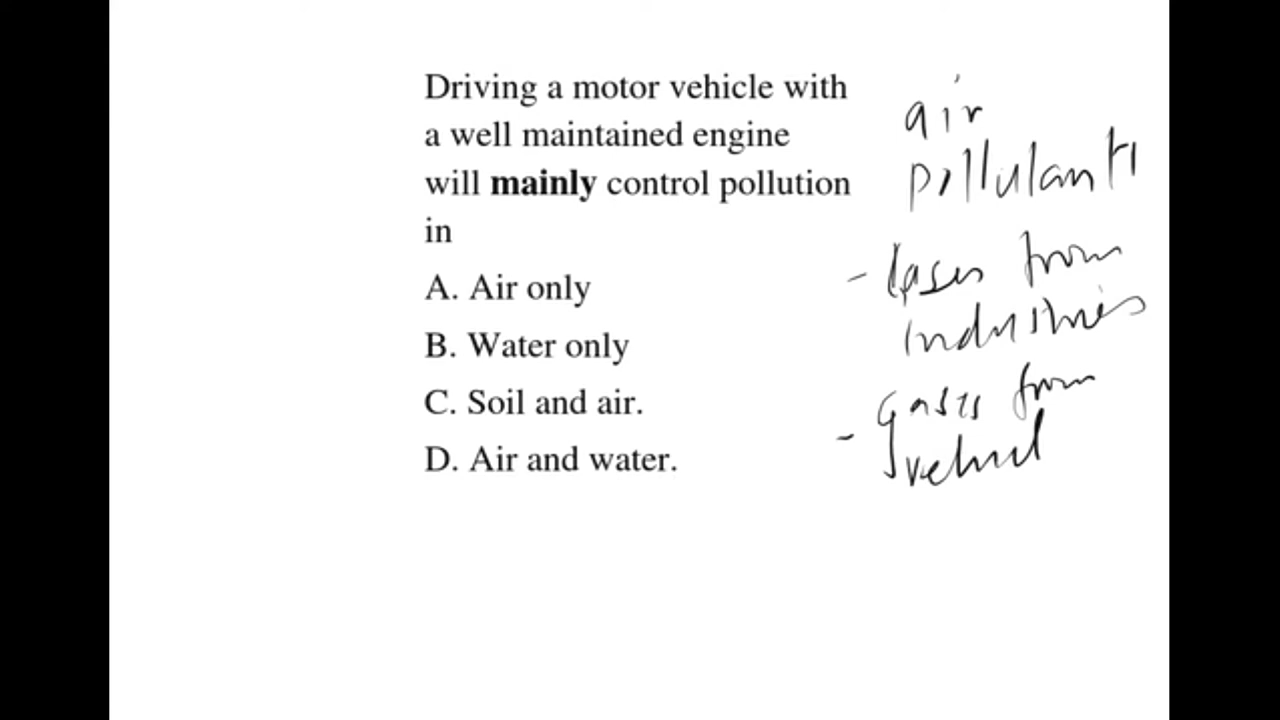 Driving a motor vehicle with
a well maintained engine
will mainly control pollution
in
A. Air only
B. Water only
C. Soil and air.
D. Air and water.
air
pollutants
- gases from
industries
- gases from
vehicl